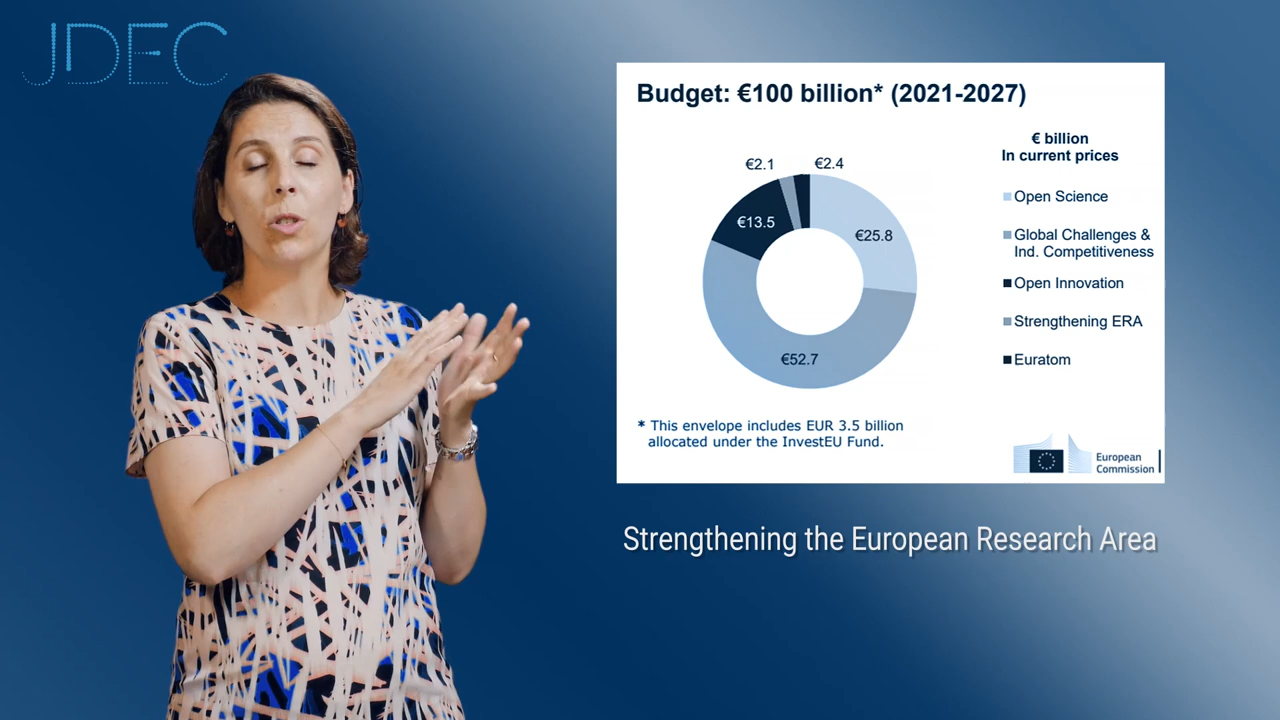 JDEC
Budget: €100 billion* (2021-2027)
€ billion
In current prices
€2.1
€2.4
€13.5
€25.8
€52.7
Open Science
Global Challenges &
Ind. Competitiveness
Open Innovation
Strengthening ERA
Euratom
* This envelope includes EUR 3.5 billion
allocated under the InvestEU Fund.
European
Commission
Strengthening the European Research Area